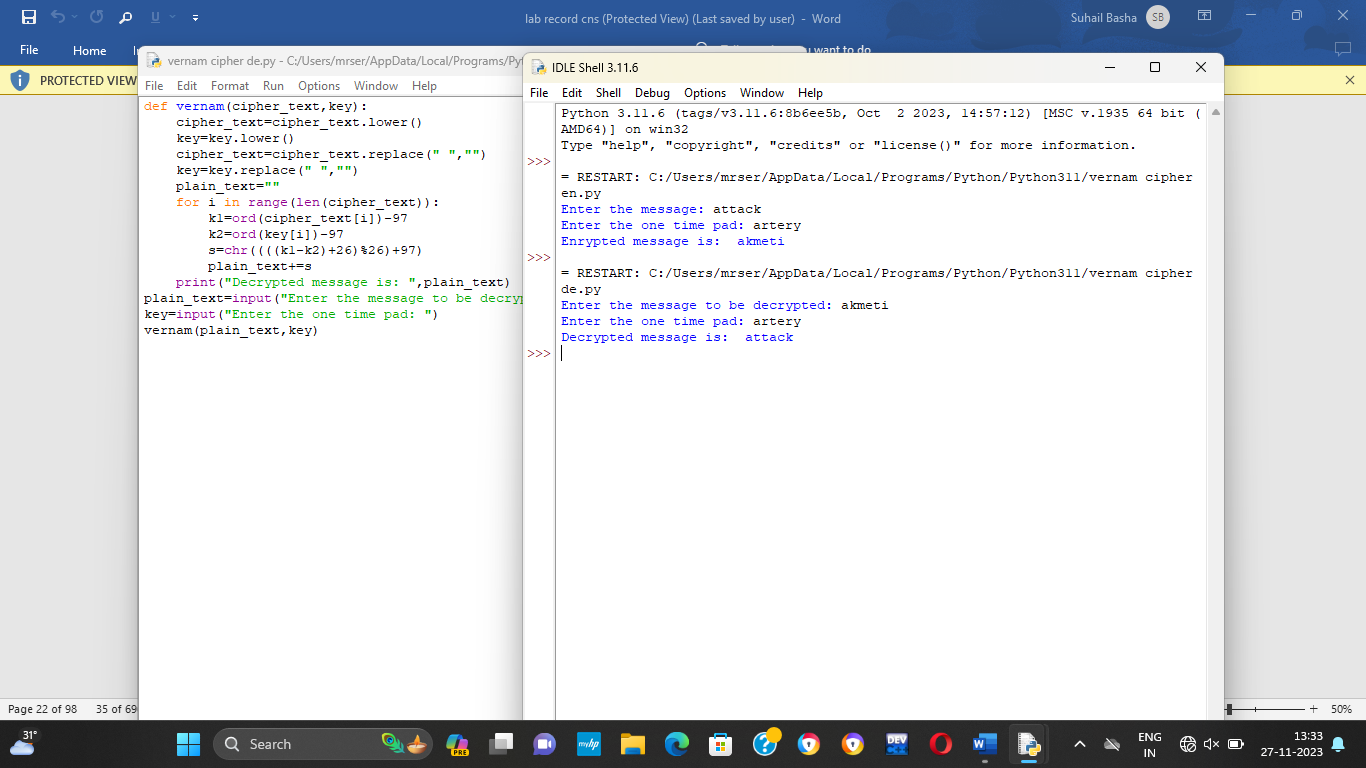 lab record cns (Protected View) (Last saved by user) - Word
Suhail Basha SB
File Home
PROTECTED VIEW
vernam cipher de.py - C:/Users/mrser/AppData/Local/Programs/Pyt
File Edit Format Run Options Window Help
def vernam(cipher_text,key):
    cipher_text=cipher_text.lower()
    key=key.lower()
    cipher_text=cipher_text.replace(" ","")
    key=key.replace(" ","")
    plain_text=""
    for i in range(len(cipher_text)):
        k1=ord(cipher_text[i])-97
        k2=ord(key[i])-97
        s=chr((((k1-k2)+26)%26)+97)
        plain_text+=s
    print("Decrypted message is: ",plain_text)
plain_text=input("Enter the message to be decryp
key=input("Enter the one time pad: ")
vernam(plain_text,key)
IDLE Shell 3.11.6
File Edit Shell Debug Options Window Help
Python 3.11.6 (tags/v3.11.6:8b6ee5b, Oct  2 2023, 14:57:12) [MSC v.1935 64 bit (
AMD64)] on win32
Type "help", "copyright", "credits" or "license()" for more information.
>>>
= RESTART: C:/Users/mrser/AppData/Local/Programs/Python/Python311/vernam cipher
en.py
Enter the message: attack
Enter the one time pad: artery
Enrypted message is:  akmeti
>>>
= RESTART: C:/Users/mrser/AppData/Local/Programs/Python/Python311/vernam cipher
de.py
Enter the message to be decrypted: akmeti
Enter the one time pad: artery
Decrypted message is:  attack
>>>
Page 22 of 98 35 of 69
50%
31°
Search
PRE
myhp
DEV
ENG
IN
13:33
27-11-2023